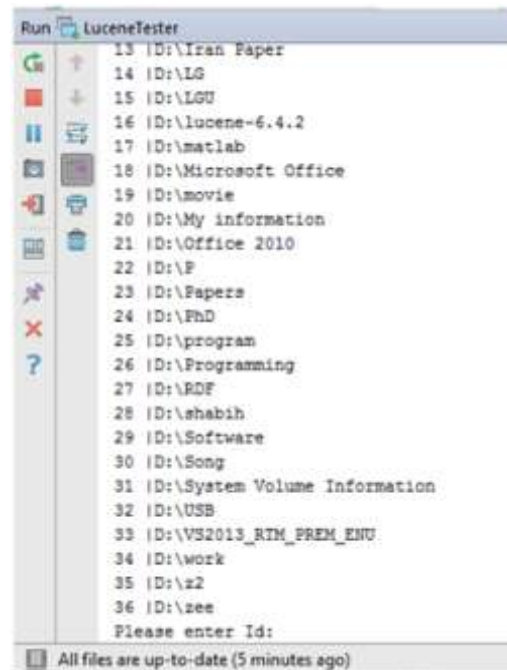 Run LuceneTester
13 |D:\Iran Paper
14 |D:\LG
15 |D:\LGU
16 |D:\lucene-6.4.2
17 |D:\matlab
18 |D:\Microsoft Office
19 |D:\movie
20 |D:\My information
21 |D:\Office 2010
22 |D:\P
23 |D:\Papers
24 |D:\PhD
25 |D:\program
26 |D:\Programming
27 |D:\RDF
28 |D:\shabih
29 |D:\Software
30 |D:\Song
31 |D:\System Volume Information
32 |D:\USB
33 |D:\VS2013_RTM_PREM_ENU
34 |D:\work
35 |D:\z2
36 |D:\zee
Please enter Id:
All files are up-to-date (5 minutes ago)